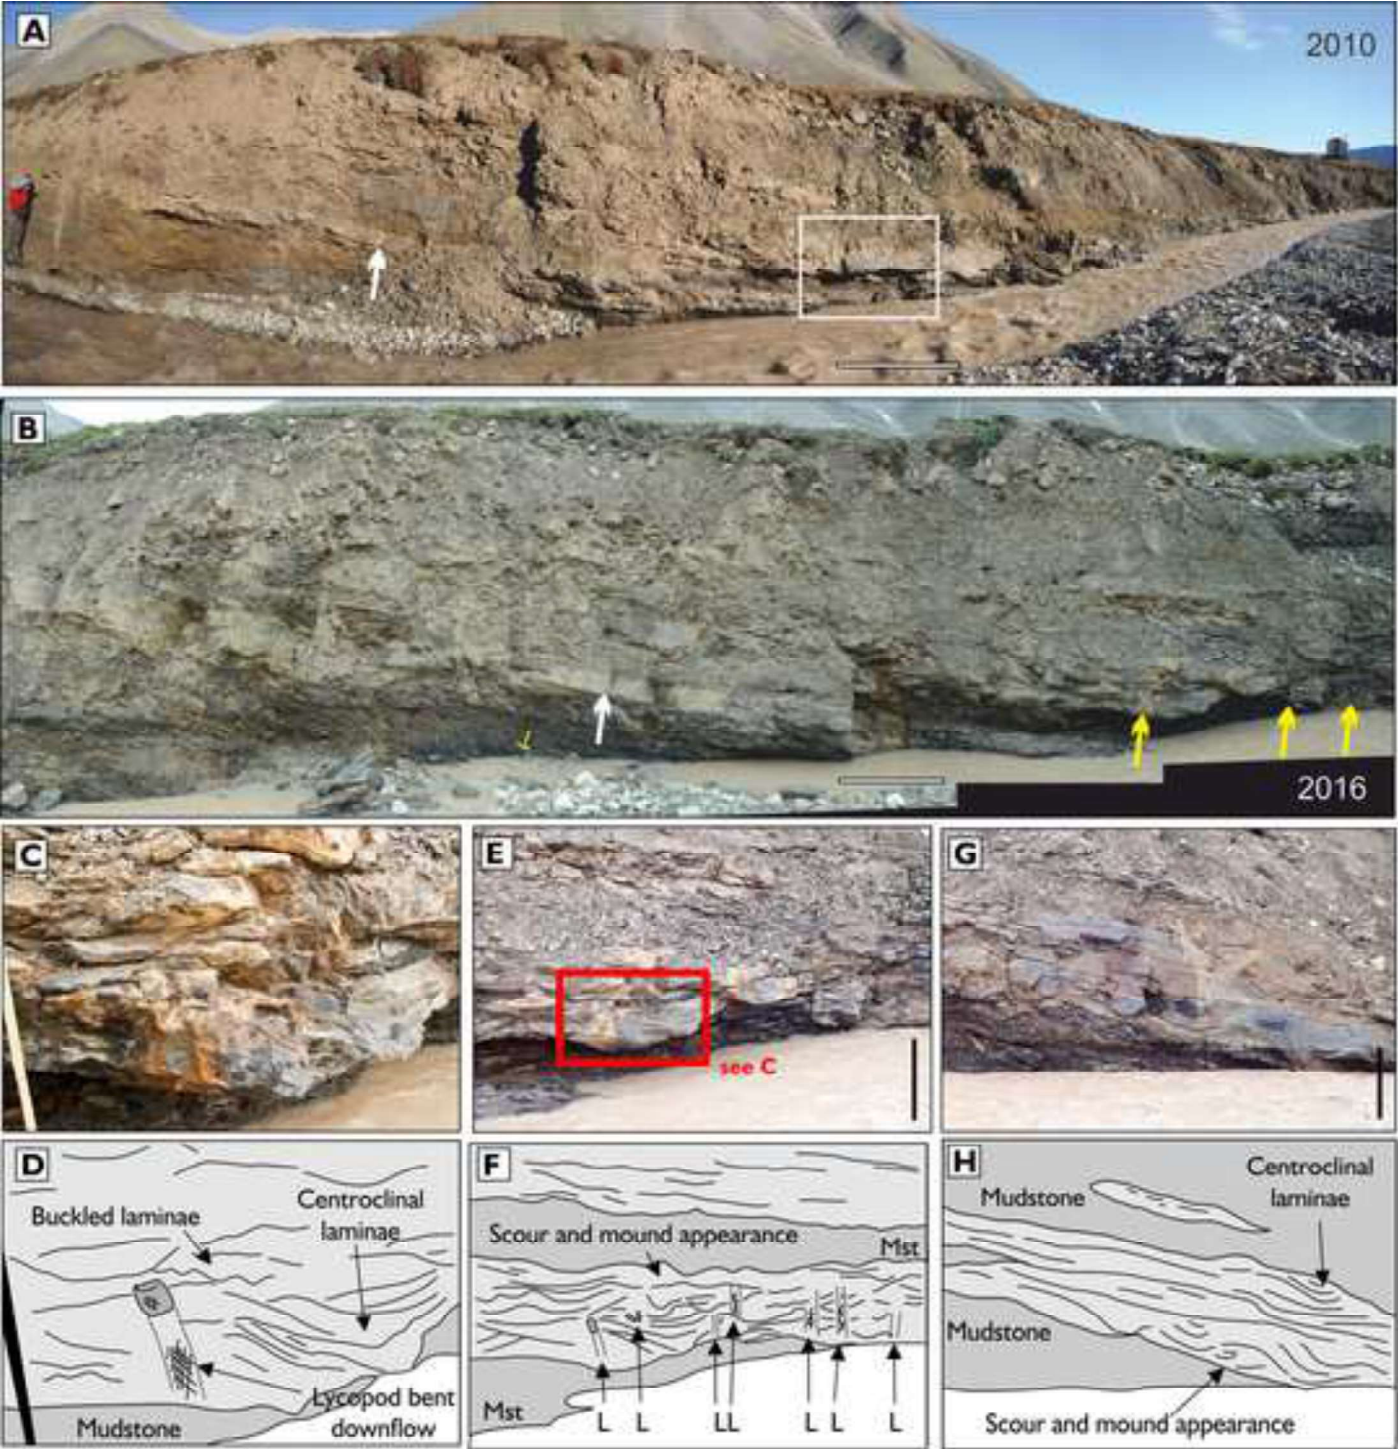 A
2010
B
2016
C
E
see C
G
D
Buckled laminae
Centroclinal
laminae
Lycopod bent
downflow
Mudstone
F
Scour and mound appearance
Mst
Mst
L
L
LL
L
L
L
H
Centroclinal
laminae
Mudstone
Mudstone
Scour and mound appearance